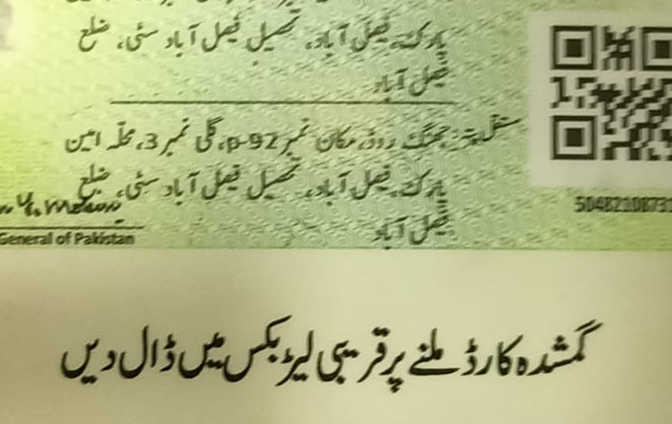 پارک، فیصل آباد، تحصیل فیصل آباد سٹی، ضلع
فیصل آباد
مستقل پتہ: جھنگ روڈ، مکان نمبر p-92، گلی نمبر 3، محلہ امین
پارک، فیصل آباد، تحصیل فیصل آباد سٹی، ضلع
فیصل آباد
General of Pakistan
گمشدہ کارڈ ملنے پر قریبی لیٹر بکس میں ڈال دیں